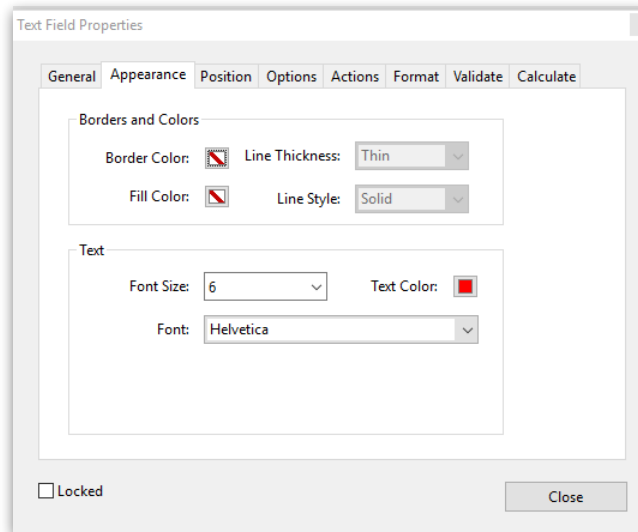 Text Field Properties
General Appearance Position Options Actions Format Validate Calculate
Borders and Colors
Border Color: Line Thickness: Thin
Fill Color: Line Style: Solid
Text
Font Size: 6 Text Color:
Font: Helvetica
Locked
Close